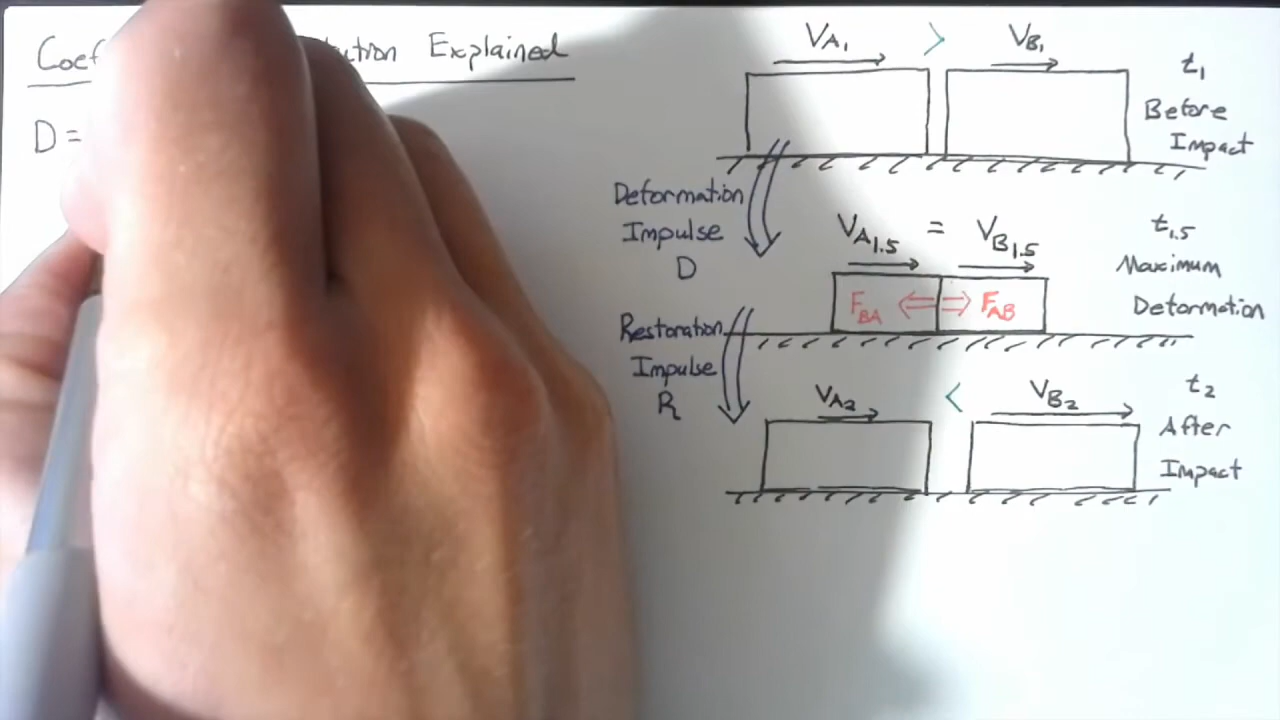 Coef Explained
D =
VA1 > VB1
t1
Before
Impact
Deformation
Impulse
D
VA1.5 = VB1.5
t1.5
Maximum
Deformation
FBA FAB
Restoration
Impulse
R
VA2 < VB2
t2
After
Impact